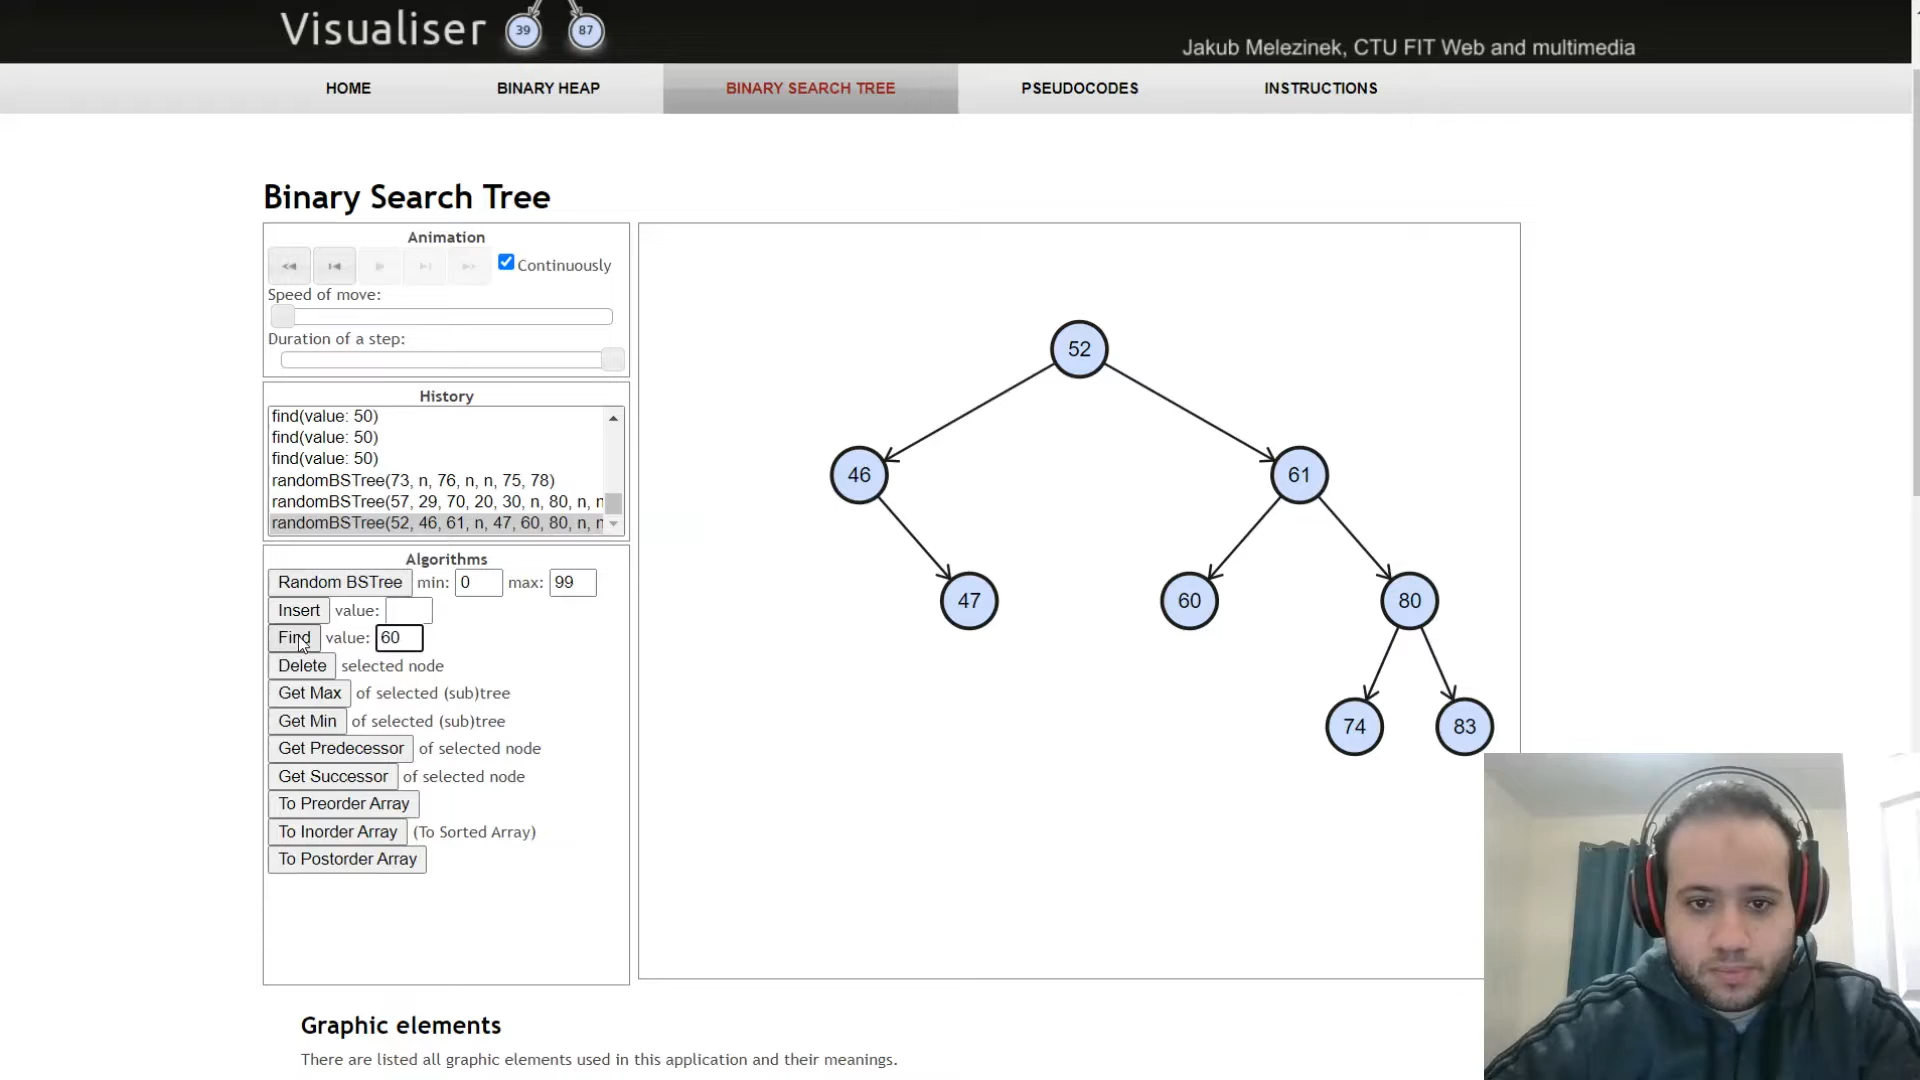 Visualiser 39 87
Jakub Melezinek, CTU FIT Web and multimedia
HOME BINARY HEAP BINARY SEARCH TREE PSEUDOCODES INSTRUCTIONS
Binary Search Tree
Animation
Continuously
Speed of move:
Duration of a step:
History
find(value: 50)
find(value: 50)
find(value: 50)
randomBSTree(73, n, 76, n, n, 75, 78)
randomBSTree(57, 29, 70, 20, 30, n, 80, n, n
randomBSTree(52, 46, 61, n, 47, 60, 80, n, n
Algorithms
Random BSTree min: 0 max: 99
Insert value:
Find value: 60
Delete selected node
Get Max of selected (sub)tree
Get Min of selected (sub)tree
Get Predecessor of selected node
Get Successor of selected node
To Preorder Array
To Inorder Array (To Sorted Array)
To Postorder Array
52
46 61
47 60 80
74 83
Graphic elements
There are listed all graphic elements used in this application and their meanings.